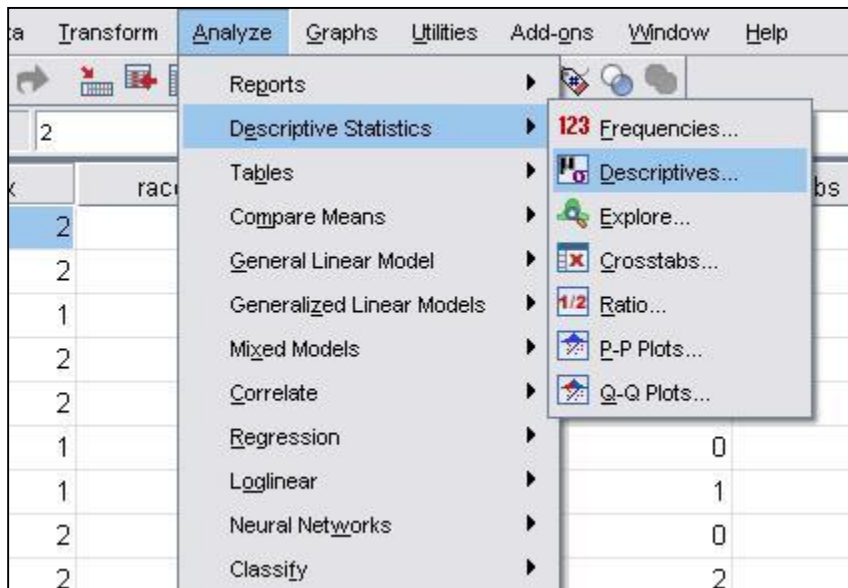 ta Transform Analyze Graphs Utilities Add-ons Window Help
Reports
2 Descriptive Statistics 123 Frequencies...
race Tables Descriptives... bs
2 Compare Means Explore...
2 General Linear Model Crosstabs...
1 Generalized Linear Models 1/2 Ratio...
2 Mixed Models P-P Plots...
2 Correlate Q-Q Plots...
1 Regression 0
1 Loglinear 1
2 Neural Networks 0
2 Classify 2